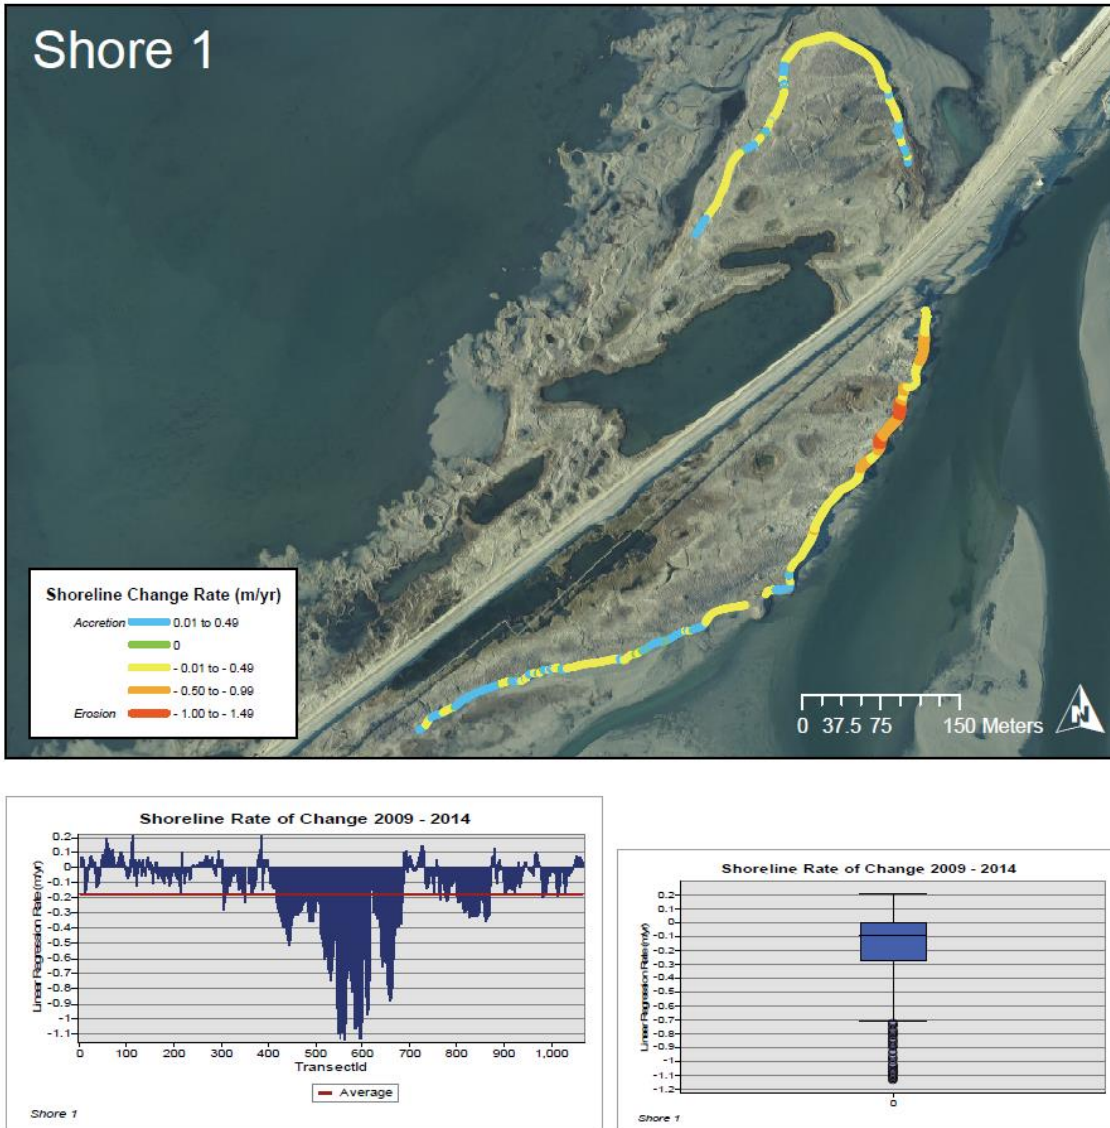 Shore 1
Shoreline Change Rate (m/yr)
Accretion 0.01 to 0.49
0
- 0.01 to - 0.49
- 0.50 to - 0.99
Erosion - 1.00 to - 1.49
0 37.5 75 150 Meters
N
Shoreline Rate of Change 2009 - 2014
Linear Regression Rate (m/yr)
0.2
0.1
0
-0.1
-0.2
-0.3
-0.4
-0.5
-0.6
-0.7
-0.8
-0.9
-1
-1.1
0 100 200 300 400 500 600 700 800 900 1,000
TransectId
Average
Shore 1
Shoreline Rate of Change 2009 - 2014
Linear Regression Rate (m/yr)
0.2
0.1
0
-0.1
-0.2
-0.3
-0.4
-0.5
-0.6
-0.7
-0.8
-0.9
-1
-1.1
-1.2
0
Shore 1